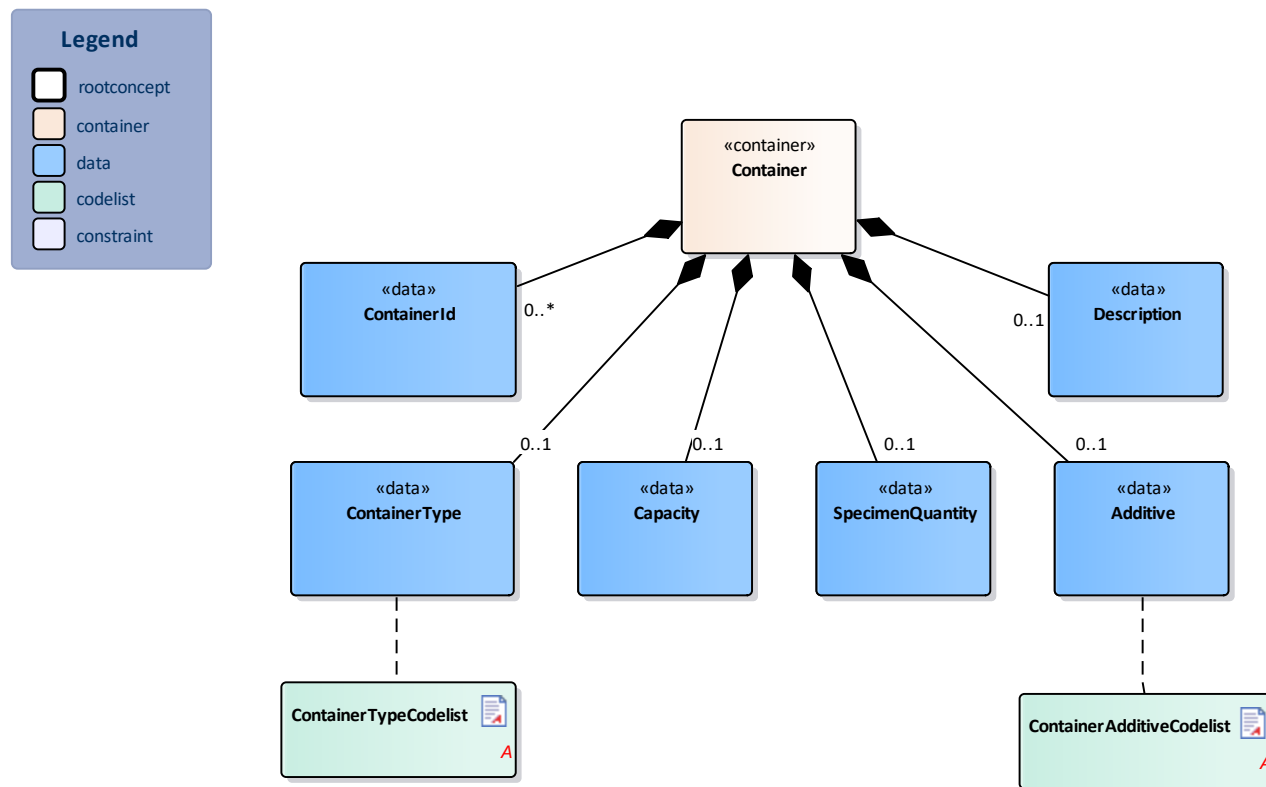 Legend
rootconcept
container
data
codelist
constraint
«container»
Container
«data»
ContainerId
0..*
«data»
Description
0..1
0..1
0..1
0..1
0..1
«data»
ContainerType
«data»
Capacity
«data»
SpecimenQuantity
«data»
Additive
ContainerTypeCodelist
A
ContainerAdditiveCodelist
A